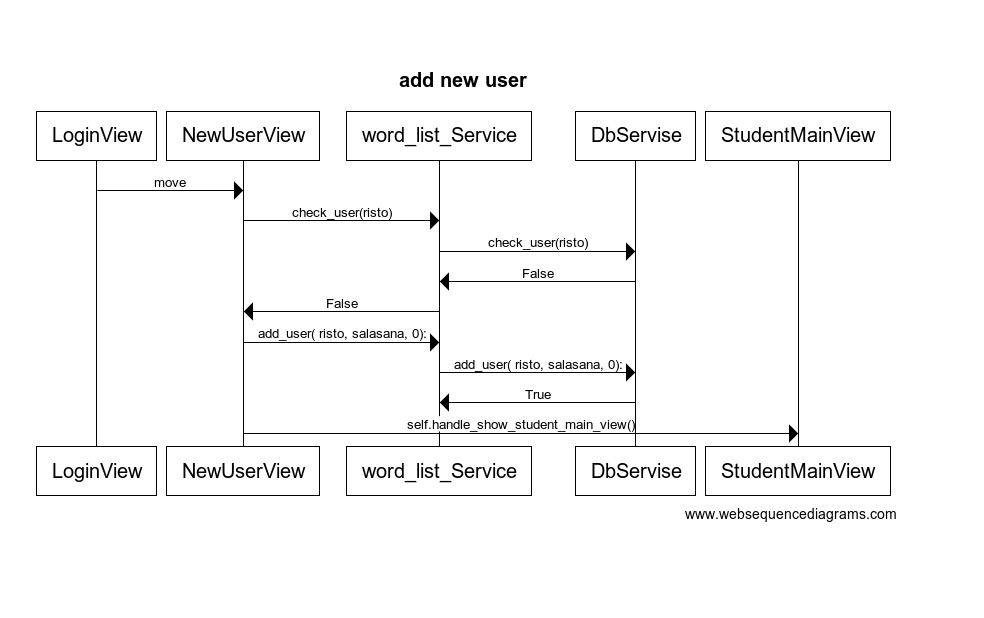 add new user
LoginView NewUserView word_list_Service DbServise StudentMainView
move
check_user(risto)
check_user(risto)
False
False
add_user( risto, salasana, 0):
add_user( risto, salasana, 0):
True
self.handle_show_student_main_view()
LoginView NewUserView word_list_Service DbServise StudentMainView
www.websequencediagrams.com